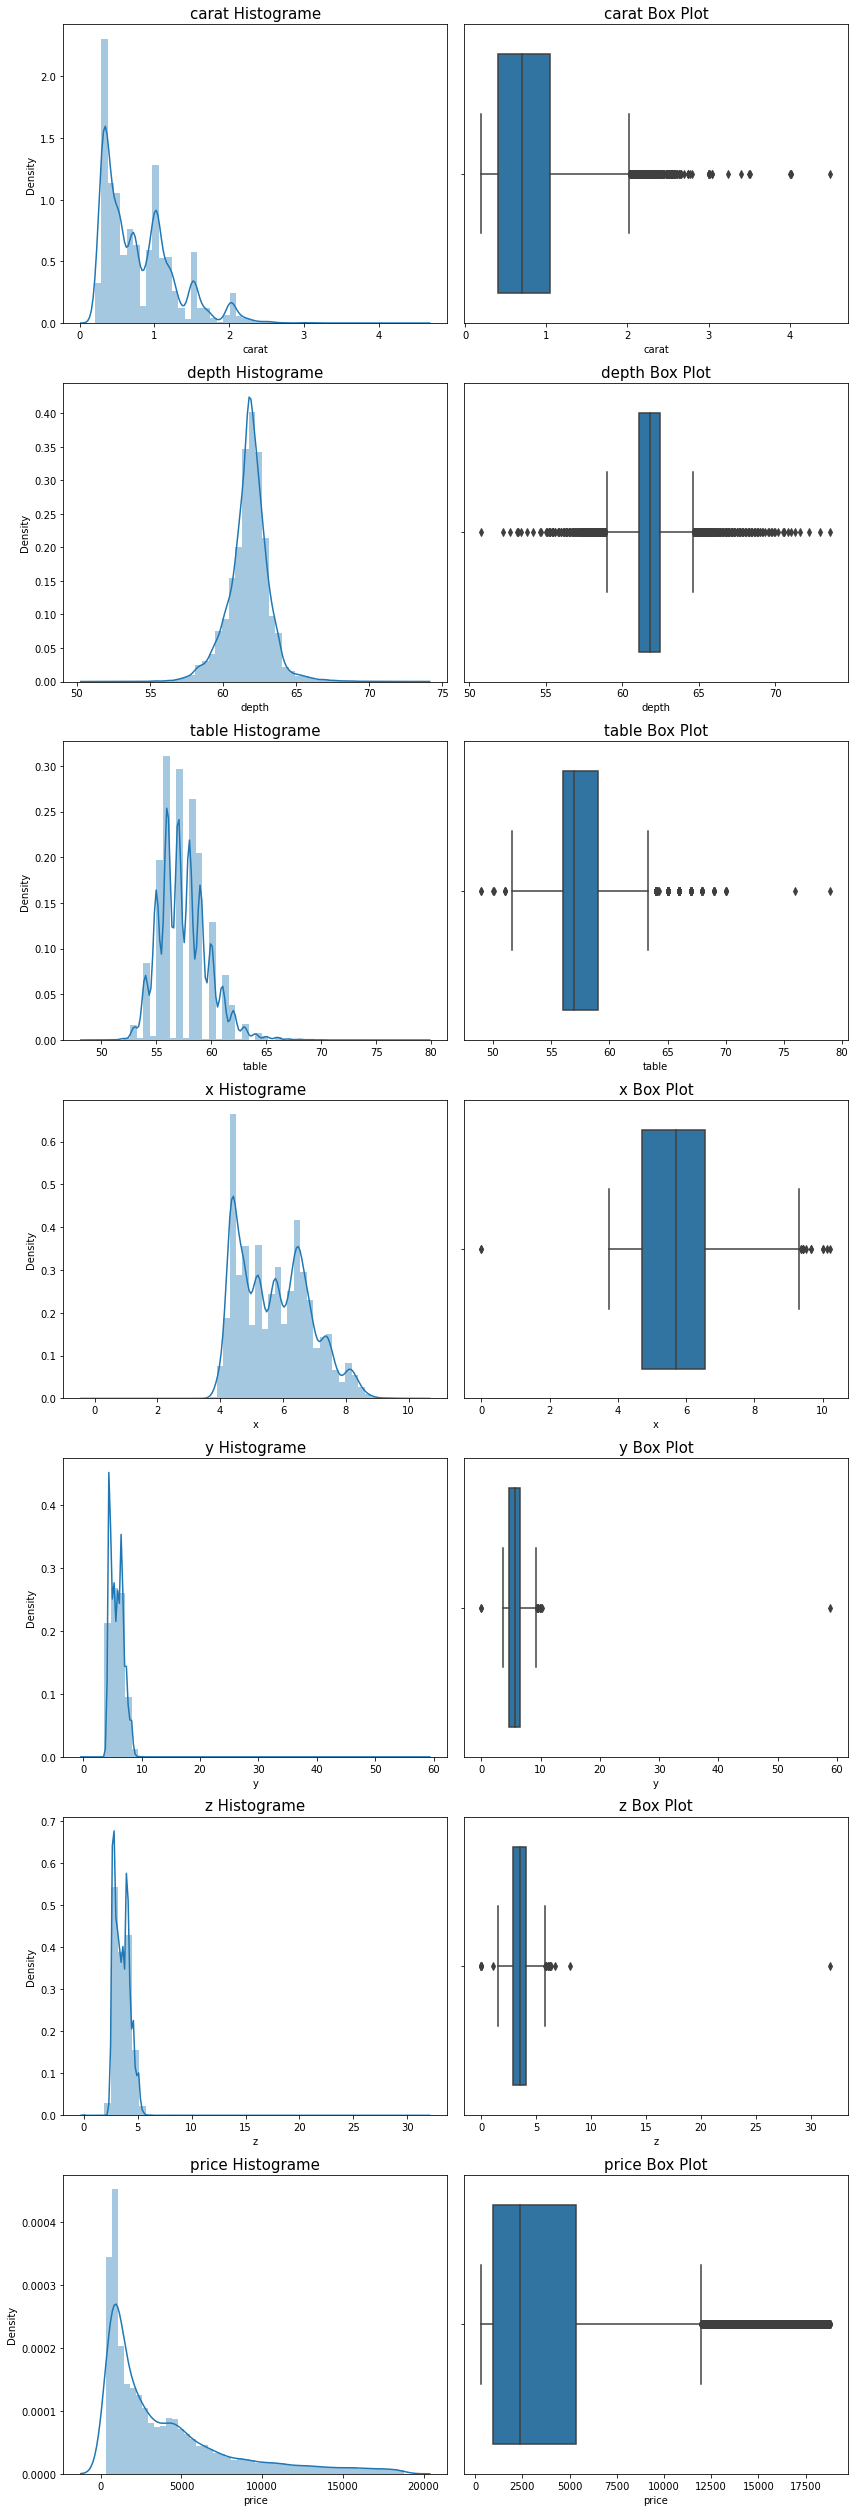 carat Histograme
carat Box Plot
Density
2.0
1.5
1.0
0.5
0.0
0 1 2 3 4
carat
0 1 2 3 4
carat
depth Histograme
depth Box Plot
Density
0.40
0.35
0.30
0.25
0.20
0.15
0.10
0.05
0.00
50 55 60 65 70 75
depth
50 55 60 65 70
depth
table Histograme
table Box Plot
Density
0.30
0.25
0.20
0.15
0.10
0.05
0.00
50 55 60 65 70 75 80
table
50 55 60 65 70 75 80
table
x Histograme
x Box Plot
Density
0.6
0.5
0.4
0.3
0.2
0.1
0.0
0 2 4 6 8 10
x
0 2 4 6 8 10
x
y Histograme
y Box Plot
Density
0.4
0.3
0.2
0.1
0.0
0 10 20 30 40 50 60
y
0 10 20 30 40 50 60
y
z Histograme
z Box Plot
Density
0.7
0.6
0.5
0.4
0.3
0.2
0.1
0.0
0 5 10 15 20 25 30
z
0 5 10 15 20 25 30
z
price Histograme
price Box Plot
Density
0.0004
0.0003
0.0002
0.0001
0.0000
0 5000 10000 15000 20000
price
0 2500 5000 7500 10000 12500 15000 17500
price